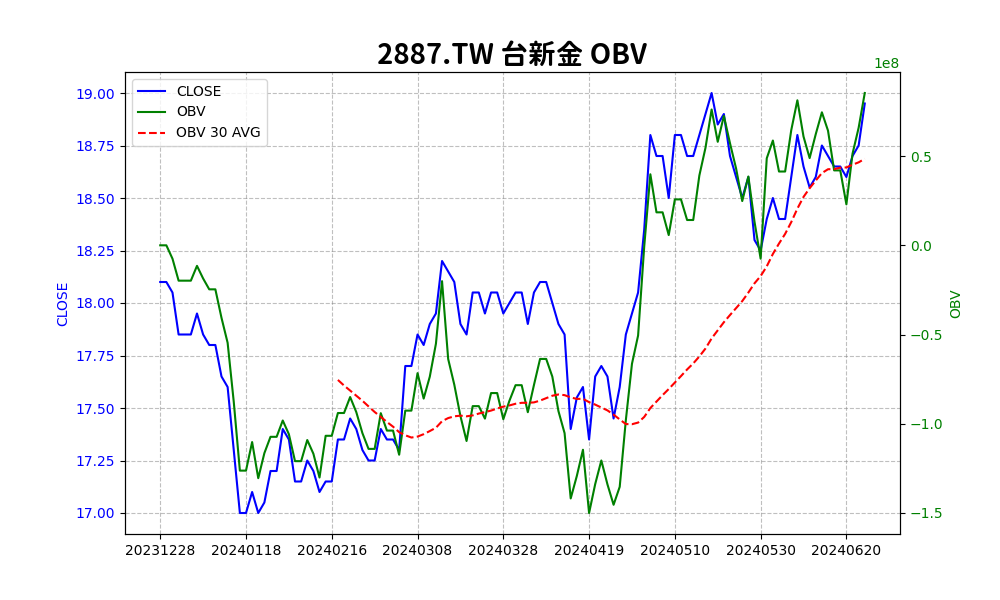 2887.TW 台新金 OBV
1e8
CLOSE
OBV
OBV 30 AVG
19.00
18.75
18.50
18.25
18.00
17.75
17.50
17.25
17.00
CLOSE
0.5
0.0
−0.5
−1.0
−1.5
OBV
20231228 20240118 20240216 20240308 20240328 20240419 20240510 20240530 20240620